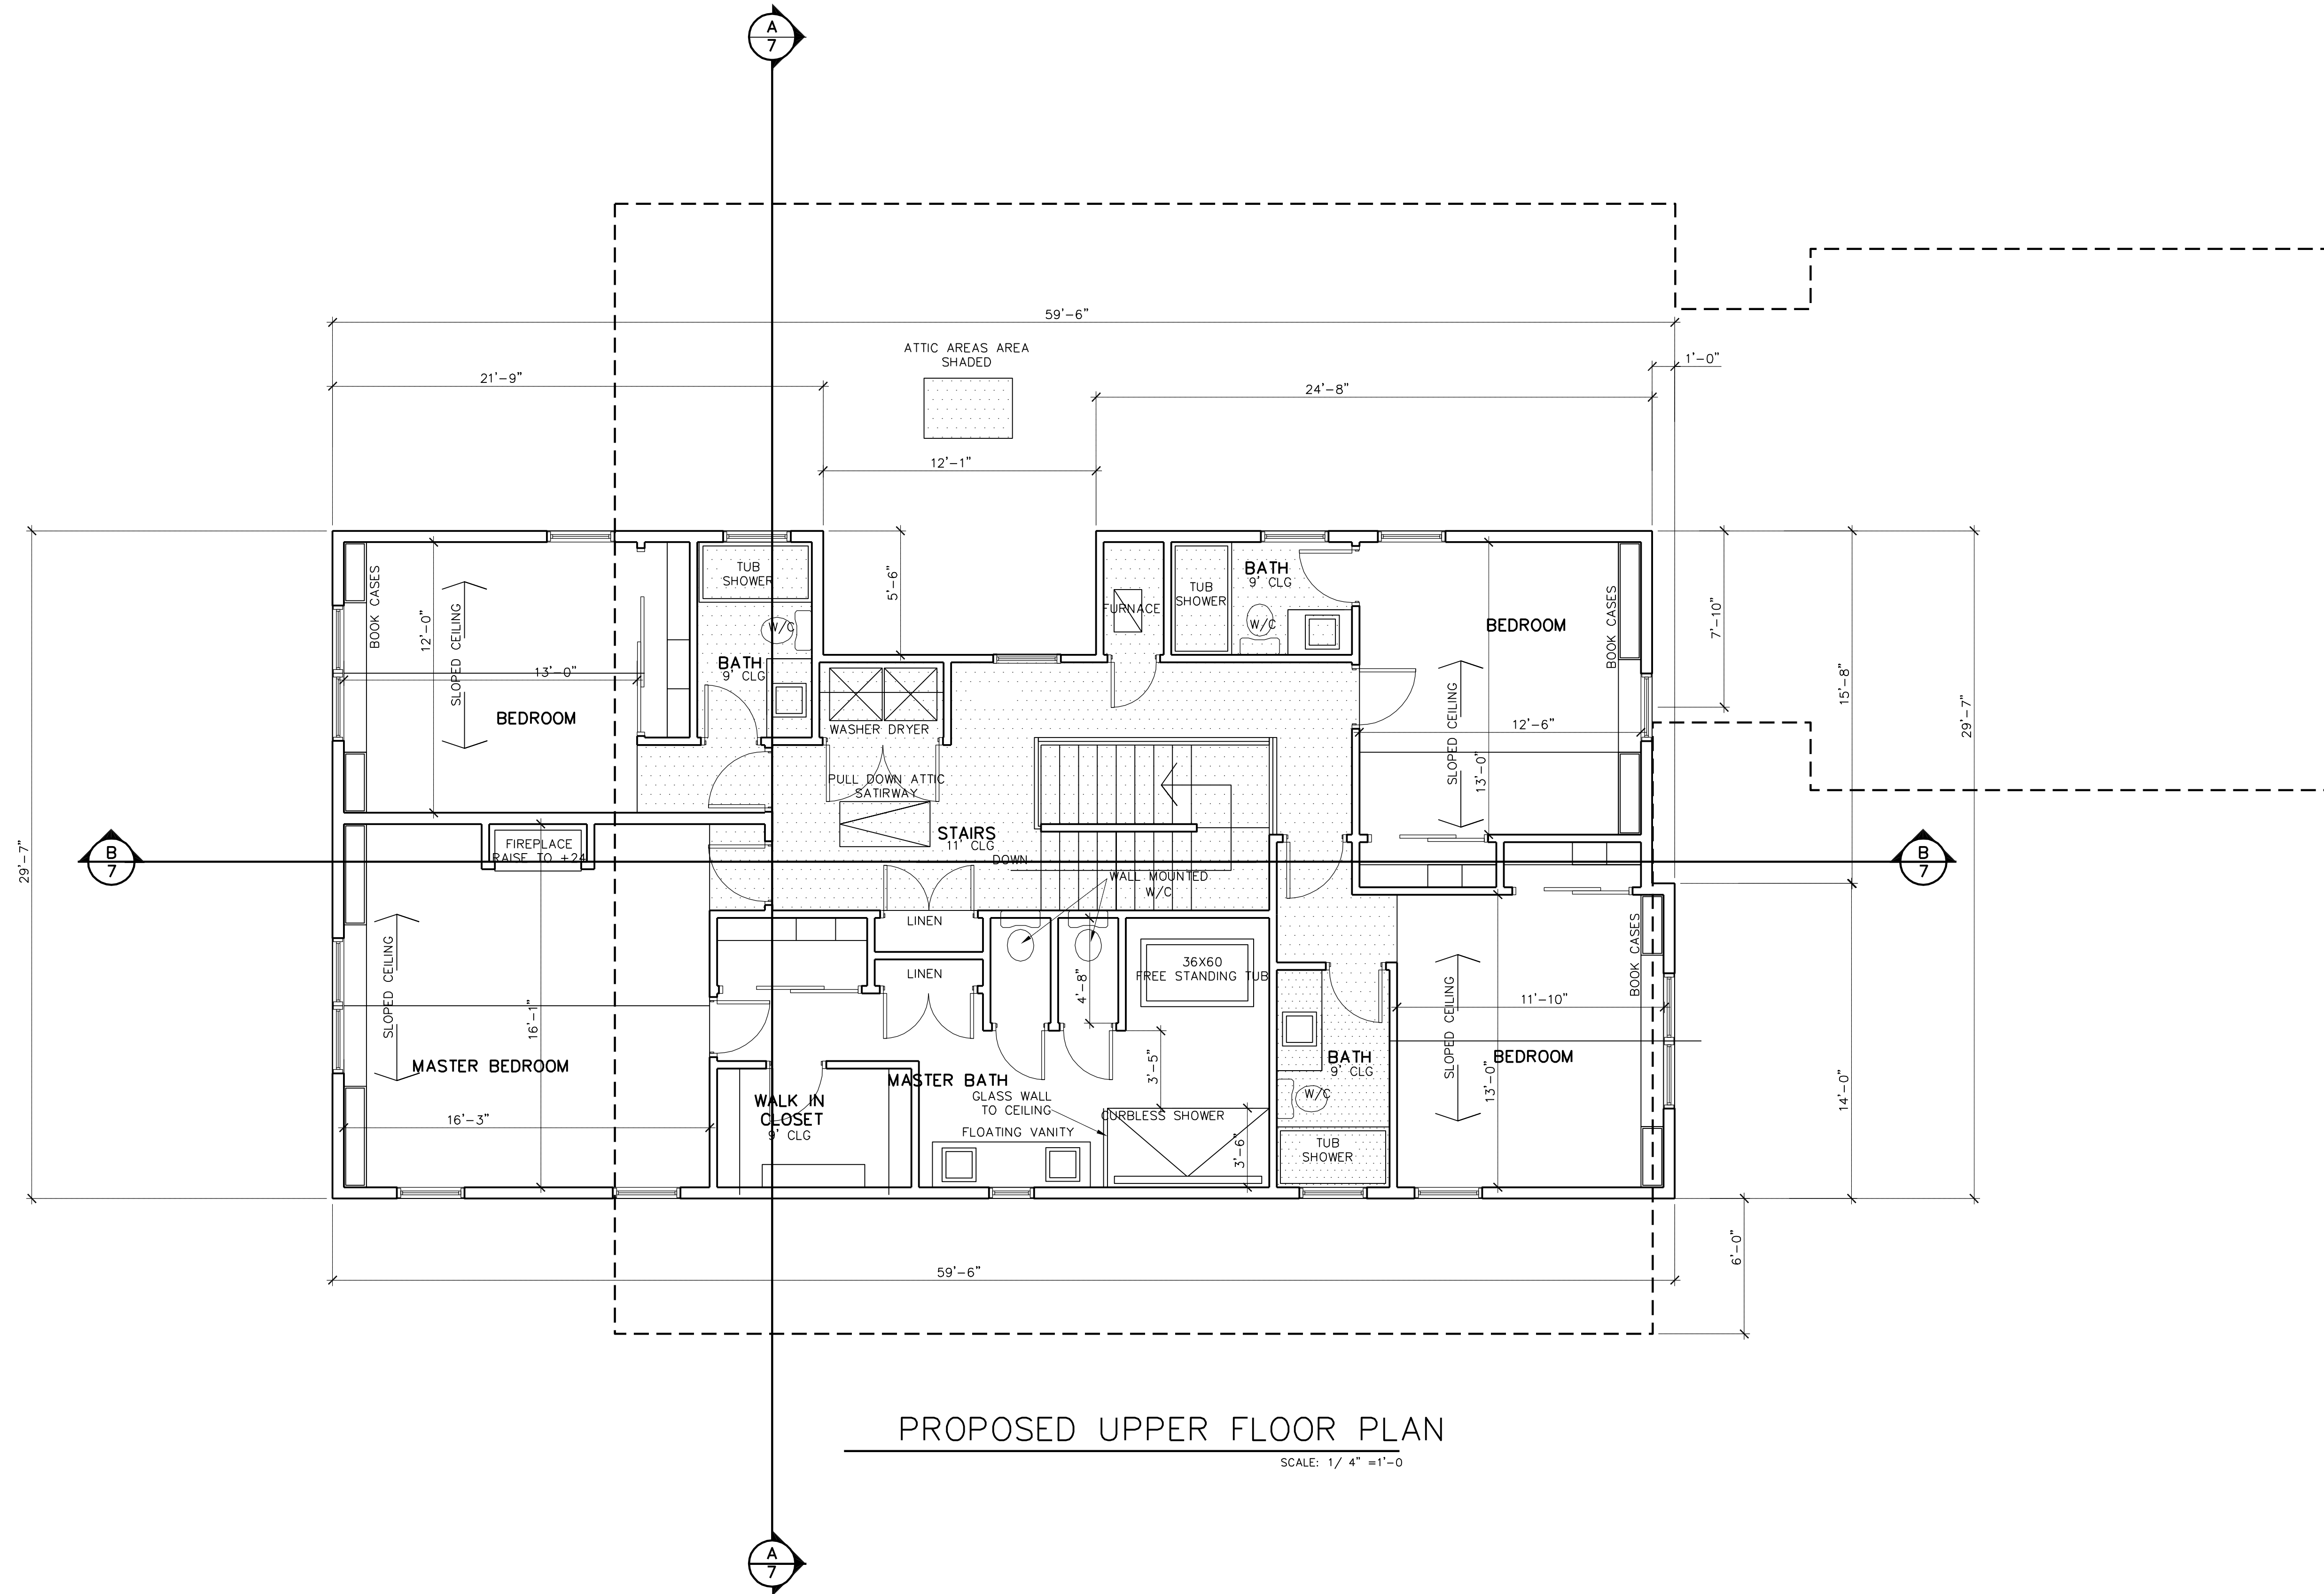 A
7
59'-6"
ATTIC AREAS AREA
SHADED
1'-0"
21'-9"
24'-8"
12'-1"
TUB
SHOWER
BOOK CASES
12'-0"
SLOPED CEILING
13'-0"
BEDROOM
W/C
BATH
9' CLG
5'-6"
WASHER DRYER
PULL DOWN ATTIC
SATIRWAY
FURNACE
TUB
SHOWER
BATH
9' CLG
W/C
BEDROOM
BOOK CASES
SLOPED CEILING
12'-6"
13'-0"
7'-10"
15'-8"
29'-7"
29'-7"
B
7
FIREPLACE
RAISE TO +24
STAIRS
11' CLG
DOWN
WALL MOUNTED
W/C
B
7
LINEN
LINEN
SLOPED CEILING
16'-1"
MASTER BEDROOM
16'-3"
4'-8"
36X60
FREE STANDING TUB
3'-5"
MASTER BATH
GLASS WALL
TO CEILING
CURBLESS SHOWER
WALK IN
CLOSET
9' CLG
FLOATING VANITY
3'-6"
BATH
9' CLG
W/C
TUB
SHOWER
SLOPED CEILING
BOOK CASES
11'-10"
BEDROOM
13'-0"
14'-0"
6'-0"
59'-6"
PROPOSED UPPER FLOOR PLAN
SCALE: 1/ 4" =1'-0
A
7